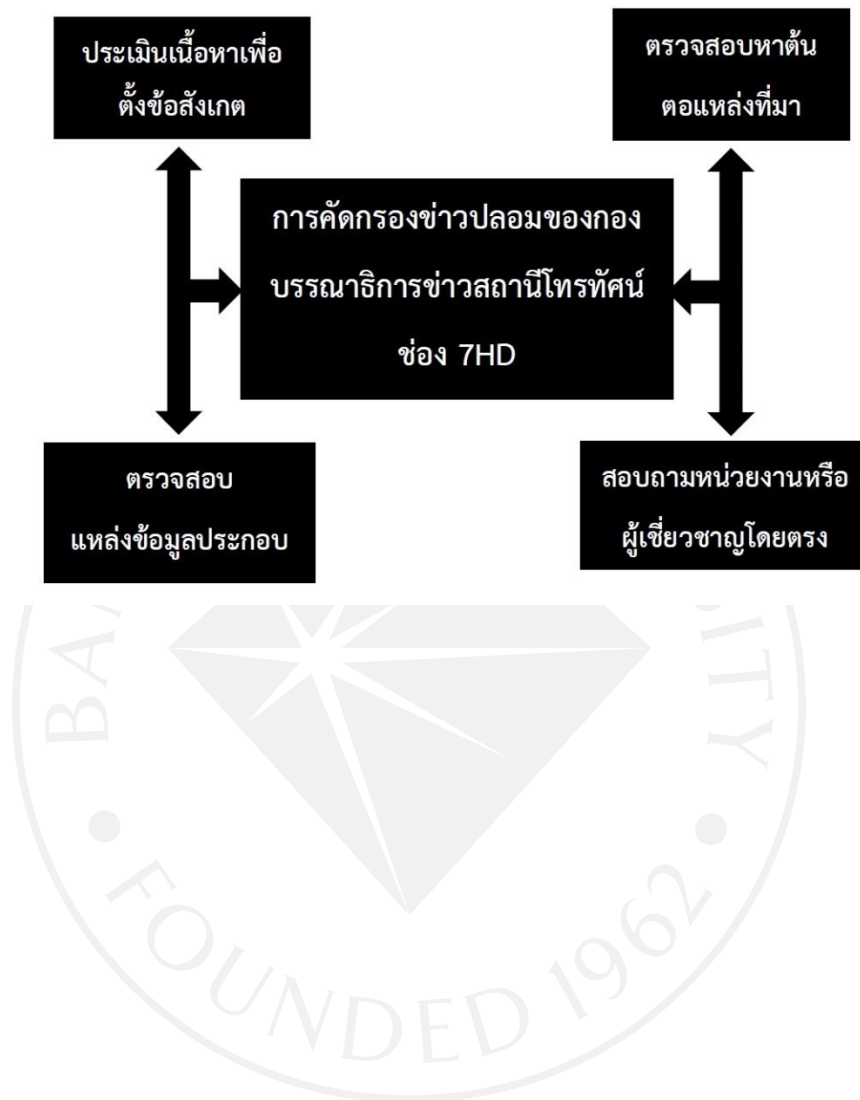 ประเมินเนื้อหาเพื่อ
ตั้งข้อสังเกต
ตรวจสอบหาต้น
ตอแหล่งที่มา
การคัดกรองข่าวปลอมของกอง
บรรณาธิการข่าวสถานีโทรทัศน์
ช่อง 7HD
ตรวจสอบ
แหล่งข้อมูลประกอบ
สอบถามหน่วยงานหรือ
ผู้เชี่ยวชาญโดยตรง
FOUNDED 1962